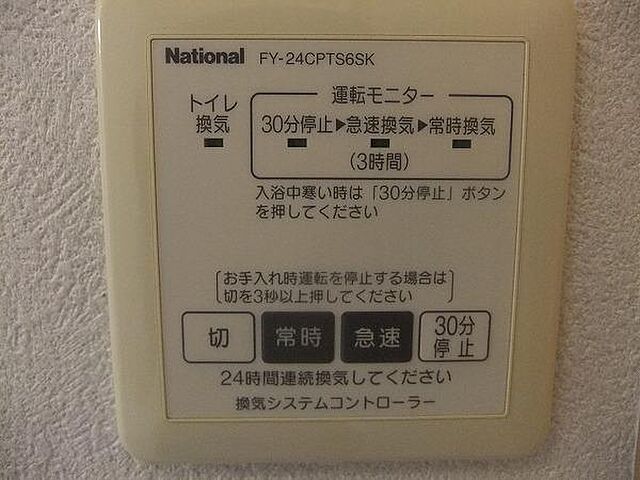 National FY-24CPTS6SK
運転モニター
トイレ
換気
30分停止▶急速換気▶常時換気
(3時間)
入浴中寒い時は「30分停止」ボタン
を押してください
お手入れ時運転を停止する場合は
切を3秒以上押してください
切 常時 急速 30分
停止
24時間連続換気してください
換気システムコントローラー